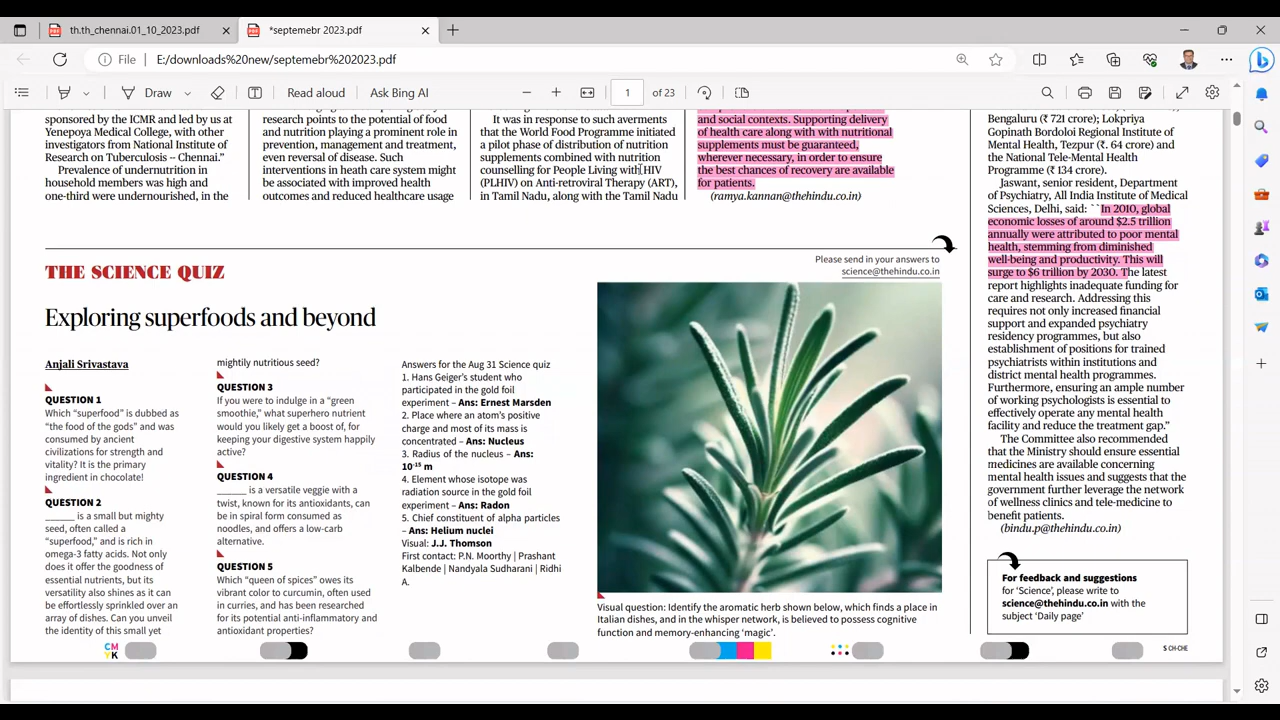 th.th_chennai.01_10_2023.pdf
*septemebr 2023.pdf
File
E:/downloads%20new/septemebr%202023.pdf
Draw
Read aloud
Ask Bing AI
1
of 23
sponsored by the ICMR and led by us at
Yenepoya Medical College, with other
investigators from National Institute of
Research on Tuberculosis – Chennai.”
Prevalence of undernutrition in
household members was high and
one-third were undernourished, in the
research points to the potential of food
and nutrition playing a prominent role in
prevention, management and treatment,
even reversal of disease. Such
interventions in heath care system might
be associated with improved health
outcomes and reduced healthcare usage
It was in response to such averments
that the World Food Programme initiated
a pilot phase of distribution of nutrition
supplements combined with nutrition
counselling for People Living with HIV
(PLHIV) on Anti-retroviral Therapy (ART),
in Tamil Nadu, along with the Tamil Nadu
and social contexts. Supporting delivery
of health care along with with nutritional
supplements must be guaranteed,
wherever necessary, in order to ensure
the best chances of recovery are available
for patients.
(ramya.kannan@thehindu.co.in)
Bengaluru (₹ 721 crore); Lokpriya
Gopinath Bordoloi Regional Institute of
Mental Health, Tezpur (₹. 64 crore) and
the National Tele-Mental Health
Programme (₹ 134 crore).
Jaswant, senior resident, Department
of Psychiatry, All India Institute of Medical
Sciences, Delhi, said: ``In 2010, global
economic losses of around $2.5 trillion
annually were attributed to poor mental
health, stemming from diminished
well-being and productivity. This will
surge to $6 trillion by 2030. The latest
report highlights inadequate funding for
care and research. Addressing this
requires not only increased financial
support and expanded psychiatry
residency programmes, but also
establishment of positions for trained
psychiatrists within institutions and
district mental health programmes.
Furthermore, ensuring an ample number
of working psychologists is essential to
effectively operate any mental health
facility and reduce the treatment gap.”
The Committee also recommended
that the Ministry should ensure essential
medicines are available concerning
mental health issues and suggests that the
government further leverage the network
of wellness clinics and tele-medicine to
benefit patients.
(bindu.p@thehindu.co.in)
THE SCIENCE QUIZ
Please send in your answers to
science@thehindu.co.in
Exploring superfoods and beyond
Anjali Srivastava
QUESTION 1
Which “superfood” is dubbed as
“the food of the gods” and was
consumed by ancient
civilizations for strength and
vitality? It is the primary
ingredient in chocolate!
QUESTION 2
______ is a small but mighty
seed, often called a
“superfood,” and is rich in
omega-3 fatty acids. Not only
does it offer the goodness of
essential nutrients, but its
versatility also shines as it can
be effortlessly sprinkled over an
array of dishes. Can you unveil
the identity of this small yet
mightily nutritious seed?
QUESTION 3
If you were to indulge in a “green
smoothie,” what superhero nutrient
would you likely get a boost of, for
keeping your digestive system happily
active?
QUESTION 4
______ is a versatile veggie with a
twist, known for its antioxidants, can
be in spiral form consumed as
noodles, and offers a low-carb
alternative.
QUESTION 5
Which “queen of spices” owes its
vibrant color to curcumin, often used
in curries, and has been researched
for its potential anti-inflammatory and
antioxidant properties?
Answers for the Aug 31 Science quiz
1. Hans Geiger’s student who
participated in the gold foil
experiment – Ans: Ernest Marsden
2. Place where an atom’s positive
charge and most of its mass is
concentrated – Ans: Nucleus
3. Radius of the nucleus – Ans:
10⁻¹⁵ m
4. Element whose isotope was
radiation source in the gold foil
experiment – Ans: Radon
5. Chief constituent of alpha particles
– Ans: Helium nuclei
Visual: J.J. Thomson
First contact: P.N. Moorthy | Prashant
Kalbende | Nandyala Sudharani | Ridhi
A.
Visual question: Identify the aromatic herb shown below, which finds a place in
Italian dishes, and in the whisper network, is believed to possess cognitive
function and memory-enhancing ‘magic’.
For feedback and suggestions
for ‘Science’, please write to
science@thehindu.co.in with the
subject ‘Daily page’
CM
YK
S CH-CHE